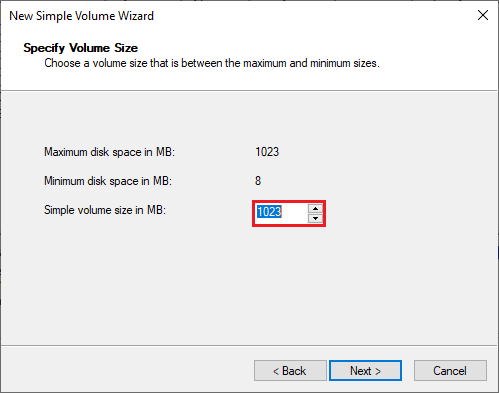 New Simple Volume Wizard
Specify Volume Size
Choose a volume size that is between the maximum and minimum sizes.
Maximum disk space in MB: 1023
Minimum disk space in MB: 8
Simple volume size in MB: 1023
< Back Next > Cancel